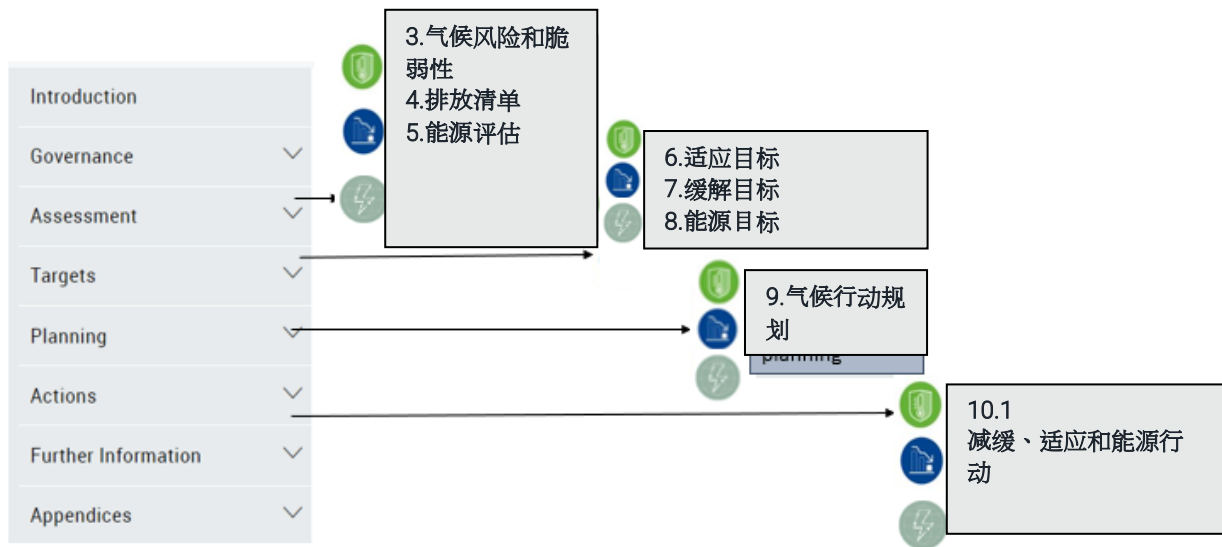 Introduction
Governance
Assessment
Targets
Planning
Actions
Further Information
Appendices
3.气候风险和脆
弱性
4.排放清单
5.能源评估
6.适应目标
7.缓解目标
8.能源目标
9.气候行动规
划
planning
10.1
减缓、适应和能源行
动